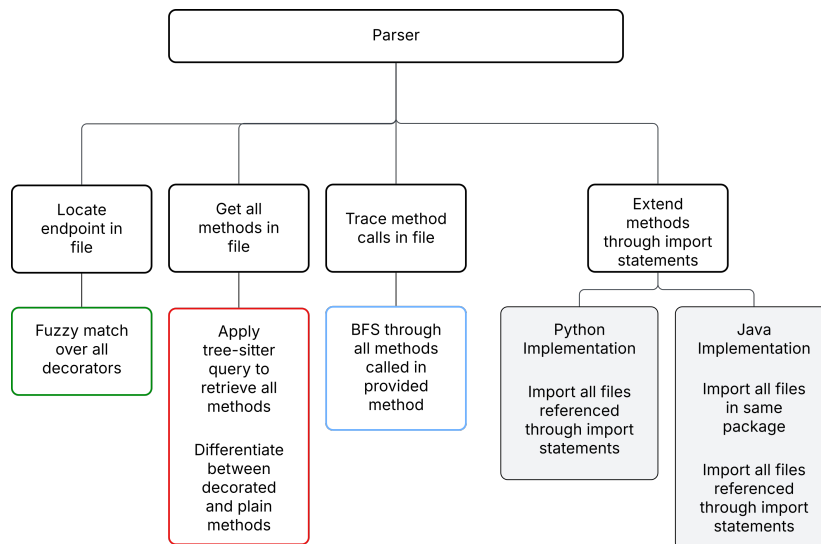 Parser
Locate
endpoint in
file
Get all
methods in
file
Trace method
calls in file
Extend
methods
through import
statements
Fuzzy match
over all
decorators
Apply
tree-sitter
query to
retrieve all
methods
Differentiate
between
decorated
and plain
methods
BFS through
all methods
called in
provided
method
Python
Implementation
Import all files
referenced
through import
statements
Java
Implementation
Import all files
in same
package
Import all files
referenced
through import
statements